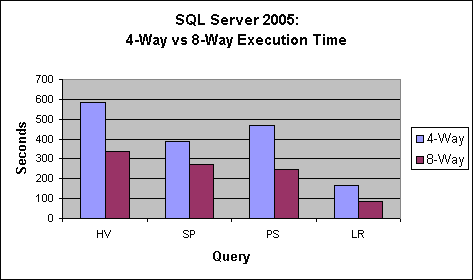 SQL Server 2005:
4-Way vs 8-Way Execution Time
700
600
500
400
300
200
100
0
Seconds
HV SP PS LR
Query
4-Way
8-Way